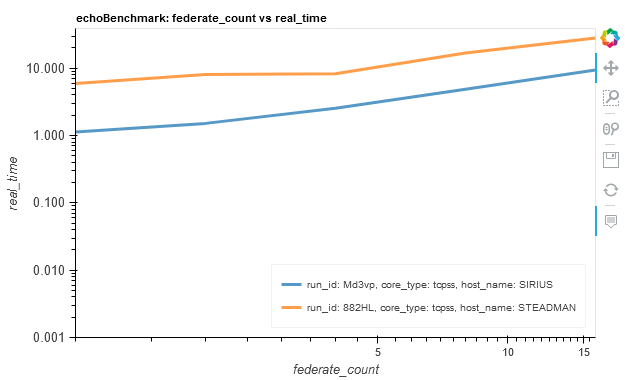 echoBenchmark: federate_count vs real_time
10.000
1.000
0.100
0.010
0.001
real_time
run_id: Md3vp, core_type: tcpss, host_name: SIRIUS
run_id: 882HL, core_type: tcpss, host_name: STEADMAN
5
10
15
federate_count